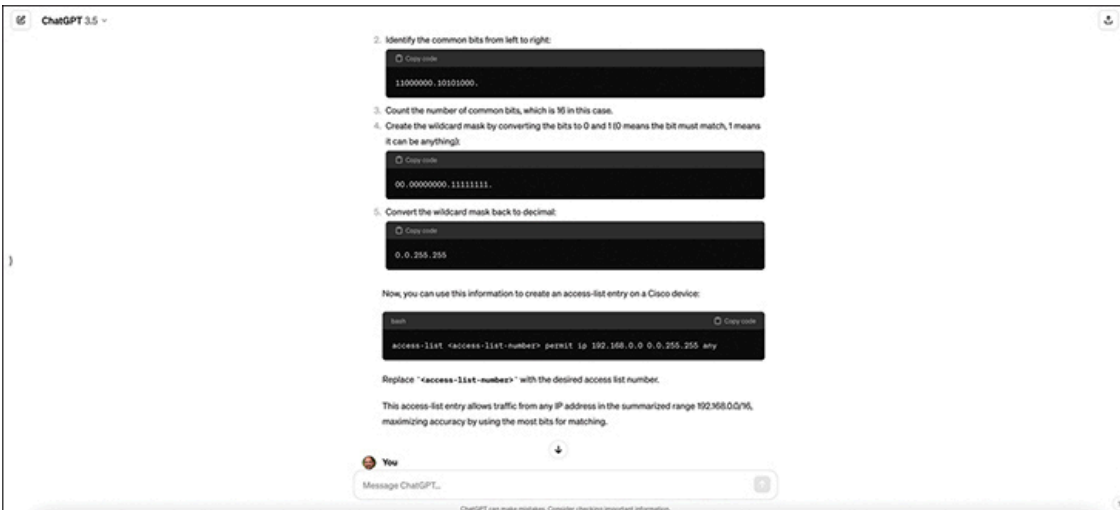 ChatGPT 3.5
2. Identify the common bits from left to right:
Copy code
11000000.10101000.
3. Count the number of common bits, which is 16 in this case.
4. Create the wildcard mask by converting the bits to 0 and 1 (0 means the bit must match, 1 means
it can be anything):
Copy code
00.00000000.11111111.
5. Convert the wildcard mask back to decimal:
Copy code
0.0.255.255
Now, you can use this information to create an access-list entry on a Cisco device:
bash Copy code
access-list <access-list-number> permit ip 192.168.0.0 0.0.255.255 any
Replace `<access-list-number>` with the desired access list number.
This access-list entry allows traffic from any IP address in the summarized range 192.168.0.0/16,
maximizing accuracy by using the most bits for matching.
You
Message ChatGPT...
ChatGPT can make mistakes. Consider checking important information.